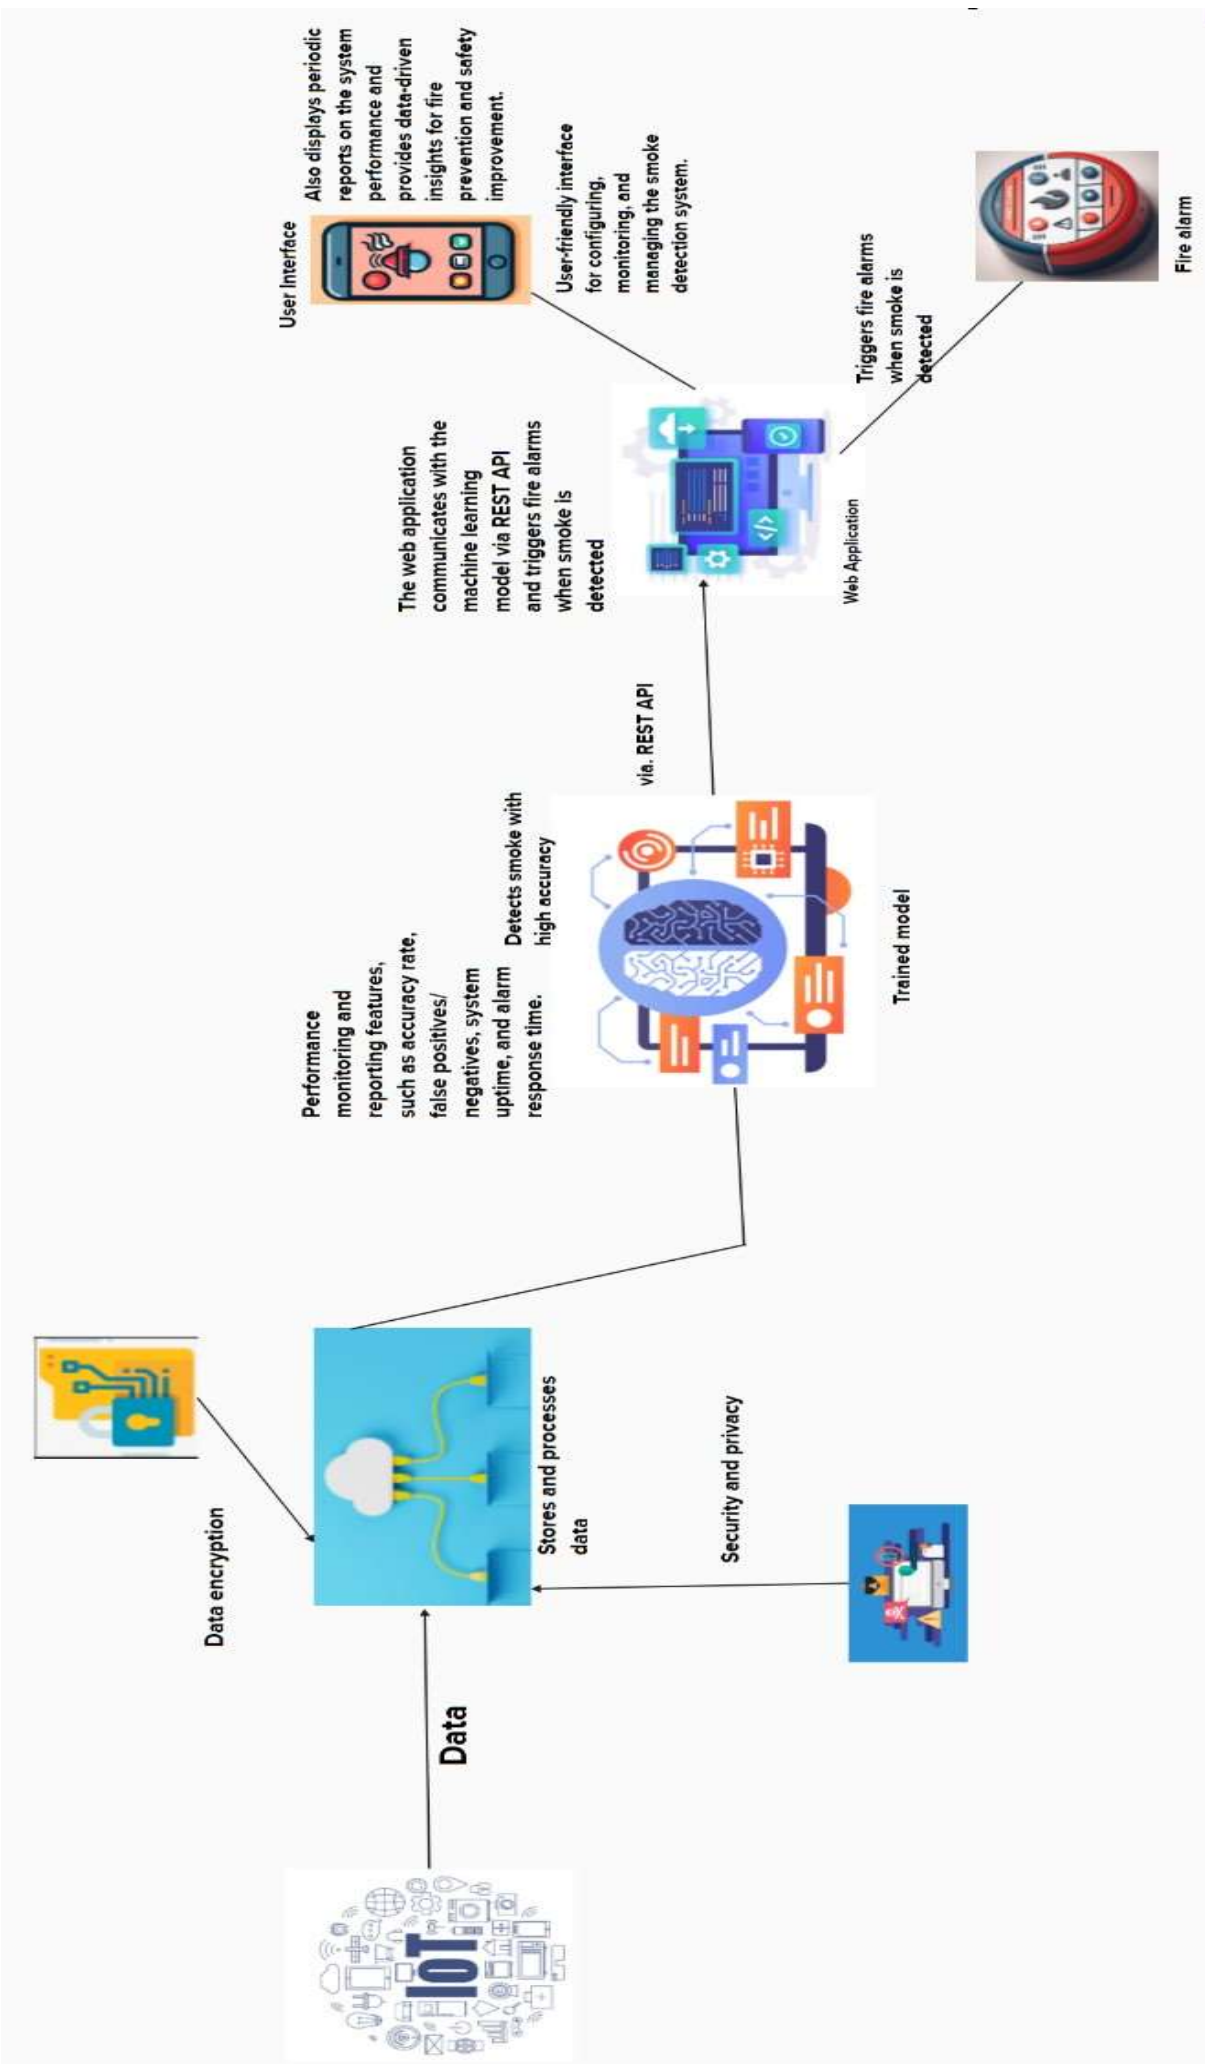 IOT
Data
Data encryption
Stores and processes
data
Security and privacy
Performance
monitoring and
reporting features,
such as accuracy rate,
false positives/
negatives, system
uptime, and alarm
response time.
Detects smoke with
high accuracy
Trained model
via. REST API
The web application
communicates with the
machine learning
model via REST API
and triggers fire alarms
when smoke is
detected
Web Application
User Interface
Also displays periodic
reports on the system
performance and
provides data-driven
insights for fire
prevention and safety
improvement.
User-friendly interface
for configuring,
monitoring, and
managing the smoke
detection system.
Triggers fire alarms
when smoke is
detected
Fire alarm